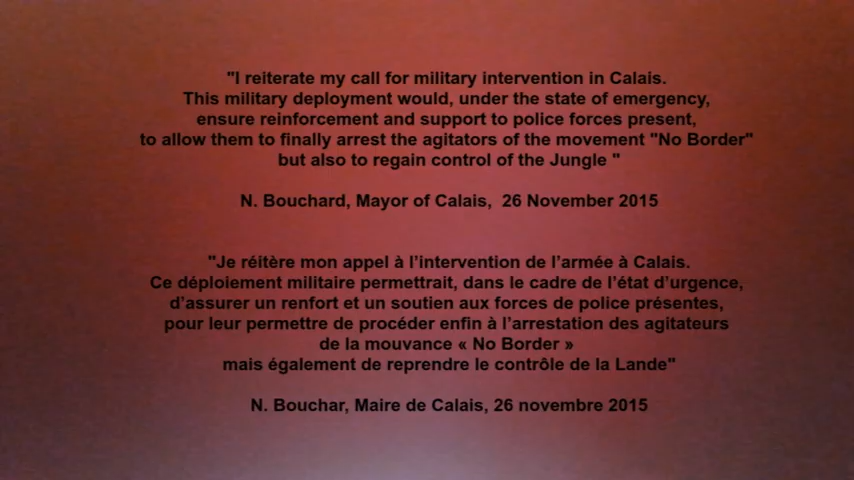 "I reiterate my call for military intervention in Calais.
This military deployment would, under the state of emergency,
ensure reinforcement and support to police forces present,
to allow them to finally arrest the agitators of the movement "No Border"
but also to regain control of the Jungle "
N. Bouchard, Mayor of Calais, 26 November 2015
"Je réitère mon appel à l’intervention de l’armée à Calais.
Ce déploiement militaire permettrait, dans le cadre de l’état d’urgence,
d’assurer un renfort et un soutien aux forces de police présentes,
pour leur permettre de procéder enfin à l’arrestation des agitateurs
de la mouvance « No Border »
mais également de reprendre le contrôle de la Lande"
N. Bouchar, Maire de Calais, 26 novembre 2015